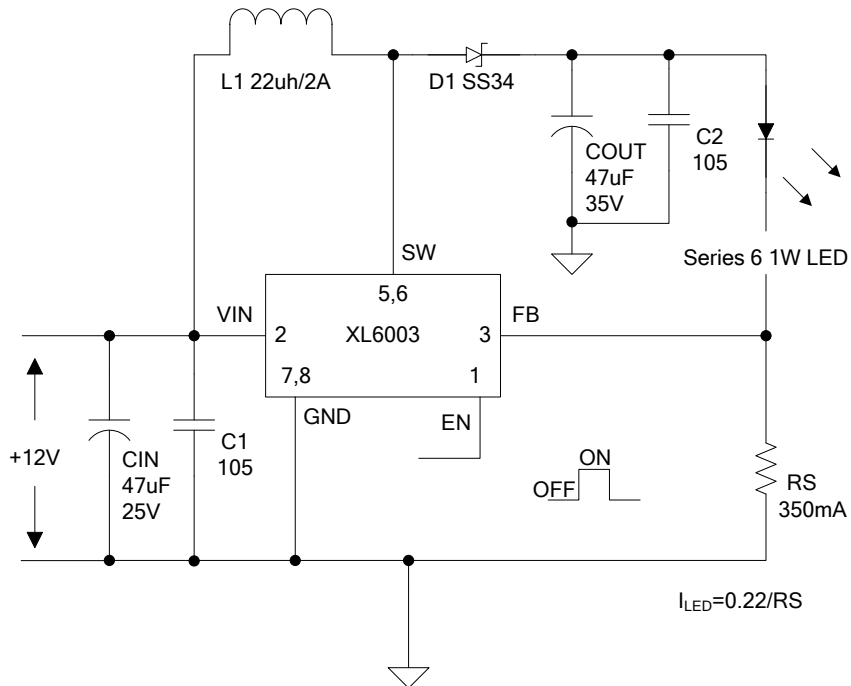 L1 22uh/2A
D1 SS34
COUT
47uF
35V
C2
105
Series 6 1W LED
SW
5,6
VIN
2
XL6003
3
FB
7,8
1
GND
EN
+12V
CIN
47uF
25V
C1
105
ON
OFF
RS
350mA
I_LED=0.22/RS